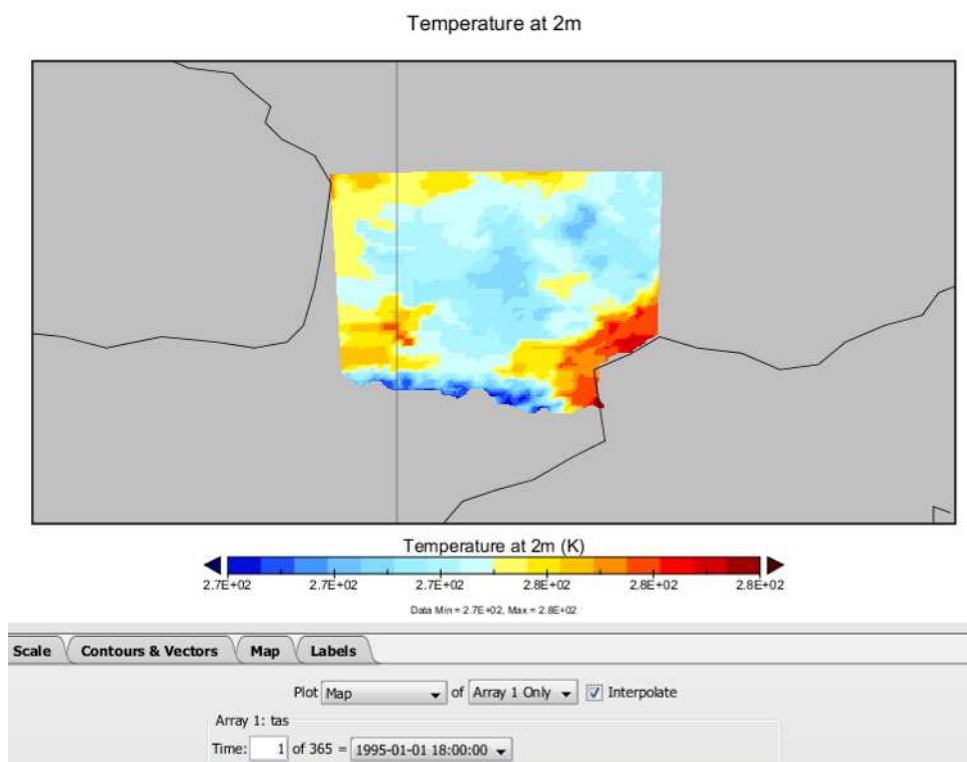 Temperature at 2m
Temperature at 2m (K)
2.7E+02 2.7E+02 2.7E+02 2.8E+02 2.8E+02 2.8E+02
Data Min = 2.7E+02, Max = 2.8E+02
Scale Contours & Vectors Map Labels
Plot Map of Array 1 Only Interpolate
Array 1: tas
Time: 1 of 365 = 1995-01-01 18:00:00